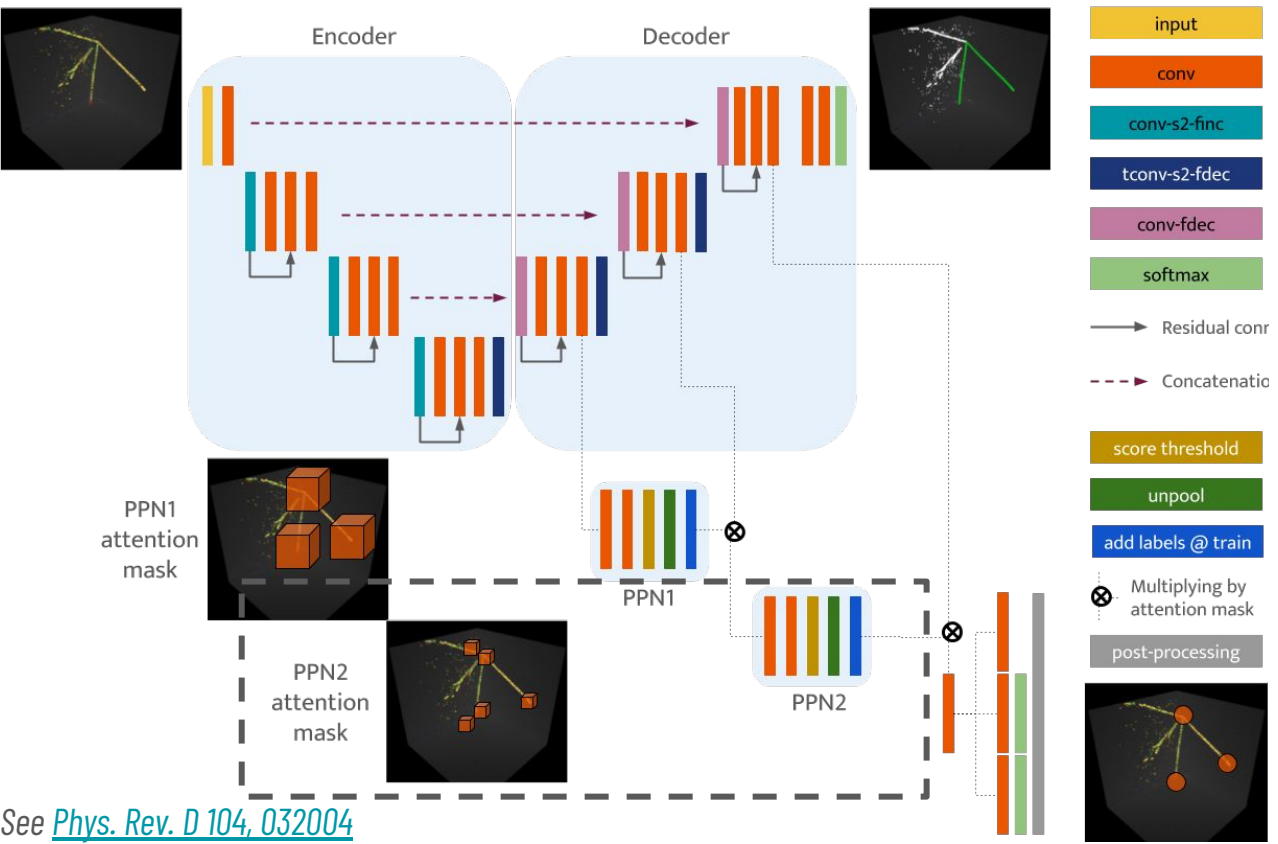 Encoder
Decoder
input
conv
conv-s2-finc
tconv-s2-fdec
conv-fdec
softmax
Residual conn
Concatenatio
score threshold
unpool
add labels @ train
Multiplying by
attention mask
post-processing
PPN1
attention
mask
PPN1
PPN2
attention
mask
PPN2
See Phys. Rev. D 104, 032004